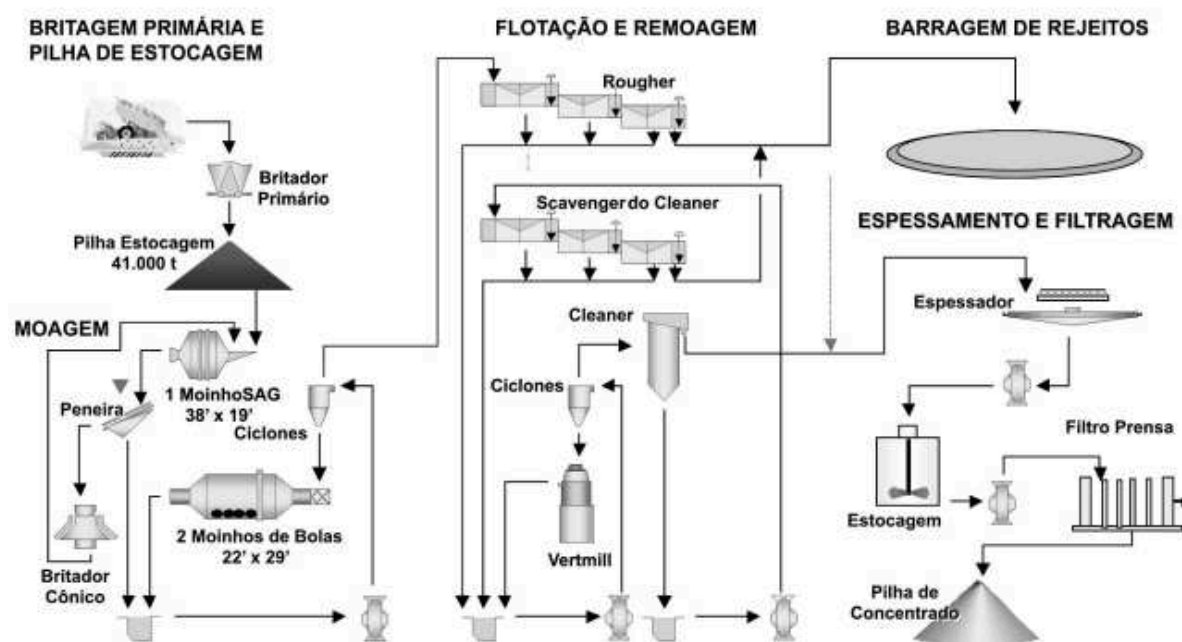 BRITAGEM PRIMÁRIA E
PILHA DE ESTOCAGEM
Britador
Primário
Pilha Estocagem
41.000 t
MOAGEM
1 MoinhoSAG
38' x 19'
Peneira
Ciclones
2 Moinhos de Bolas
22' x 29'
Britador
Cônico
FLOTAÇÃO E REMOAGEM
Rougher
Scavengerdo Cleaner
Cleaner
Ciclones
Vertmill
BARRAGEM DE REJEITOS
ESPESSAMENTO E FILTRAGEM
Espessador
Filtro Prensa
Estocagem
Pilha de
Concentrado